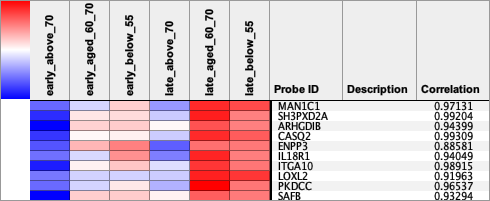 early_above_70
early_aged_60_70
early_below_55
late_above_70
late_aged_60_70
late_below_55
Probe ID Description Correlation
MAN1C1 0.97131
SH3PXD2A 0.99204
ARHGDIB 0.94399
CASQ2 0.99309
ENPP3 0.88581
IL18R1 0.94049
ITGA10 0.98915
LOXL2 0.91963
PKDCC 0.96537
SAFB 0.93294